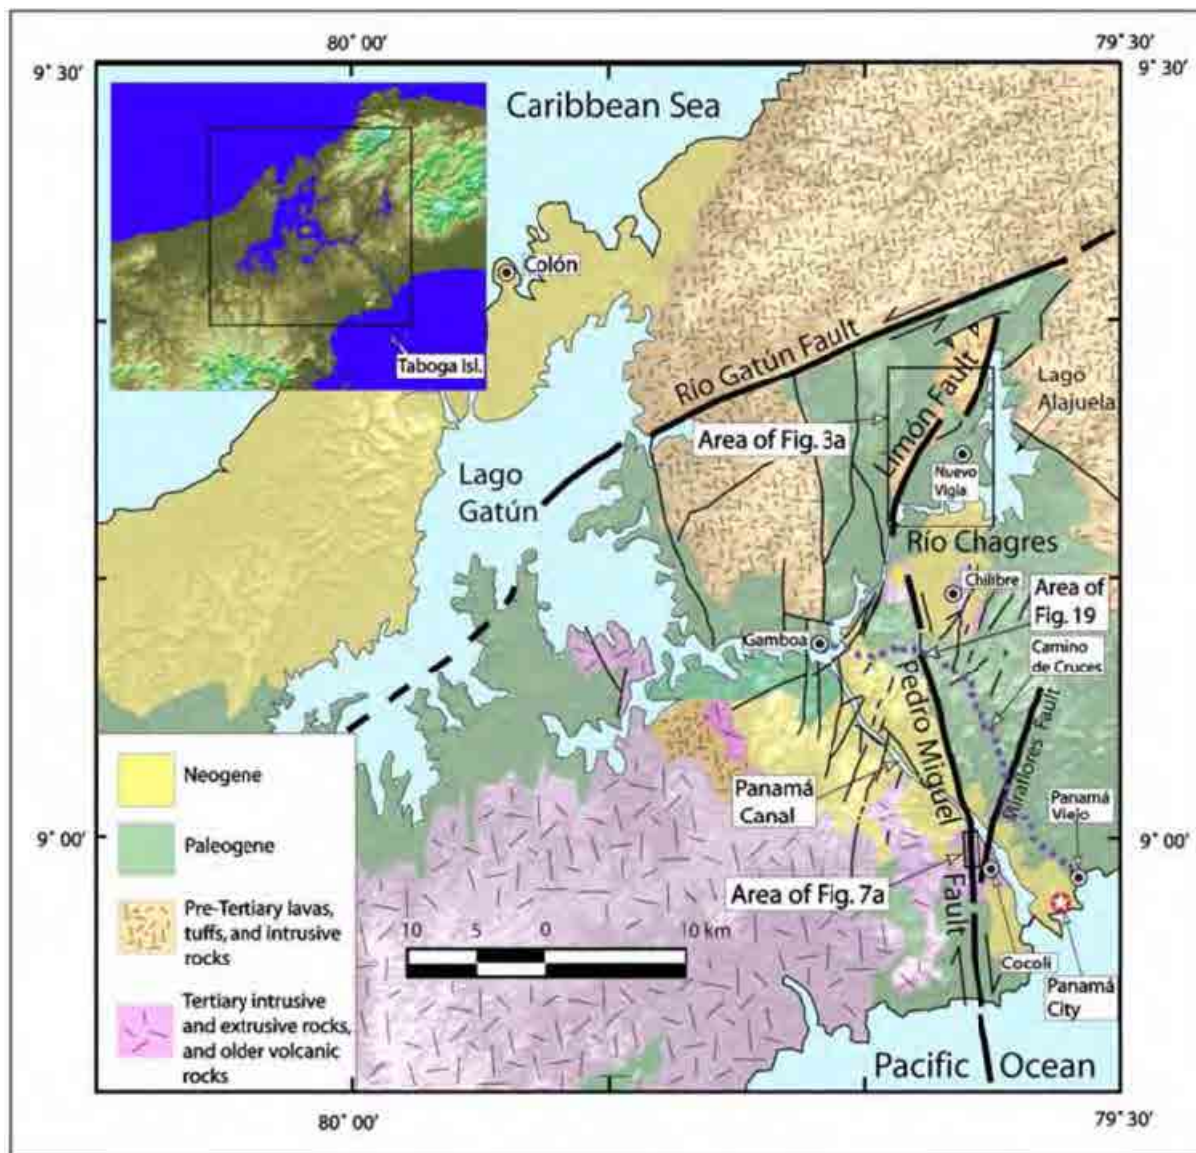 80° 00'
79° 30'
9° 30'
9° 30'
Caribbean Sea
Colón
Taboga Isl.
Río Gatún Fault
Limón Fault
Lago
Alajuela
Area of Fig. 3a
Nuevo
Vigia
Lago
Gatún
Río Chagres
Chilibre
Area of
Fig. 19
Gamboa
Camino
de Cruces
Pedro Miguel
Fault
Miraflores Fault
Panamá
Canal
Panamá
Viejo
9° 00'
9° 00'
Area of Fig. 7a
Neogene
Paleogene
Pre-Tertiary lavas,
tuffs, and intrusive
rocks
Tertiary intrusive
and extrusive rocks,
and older volcanic
rocks
10 5 0 10 km
Cocoli
Panamá
City
Pacific Ocean
80° 00'
79° 30'